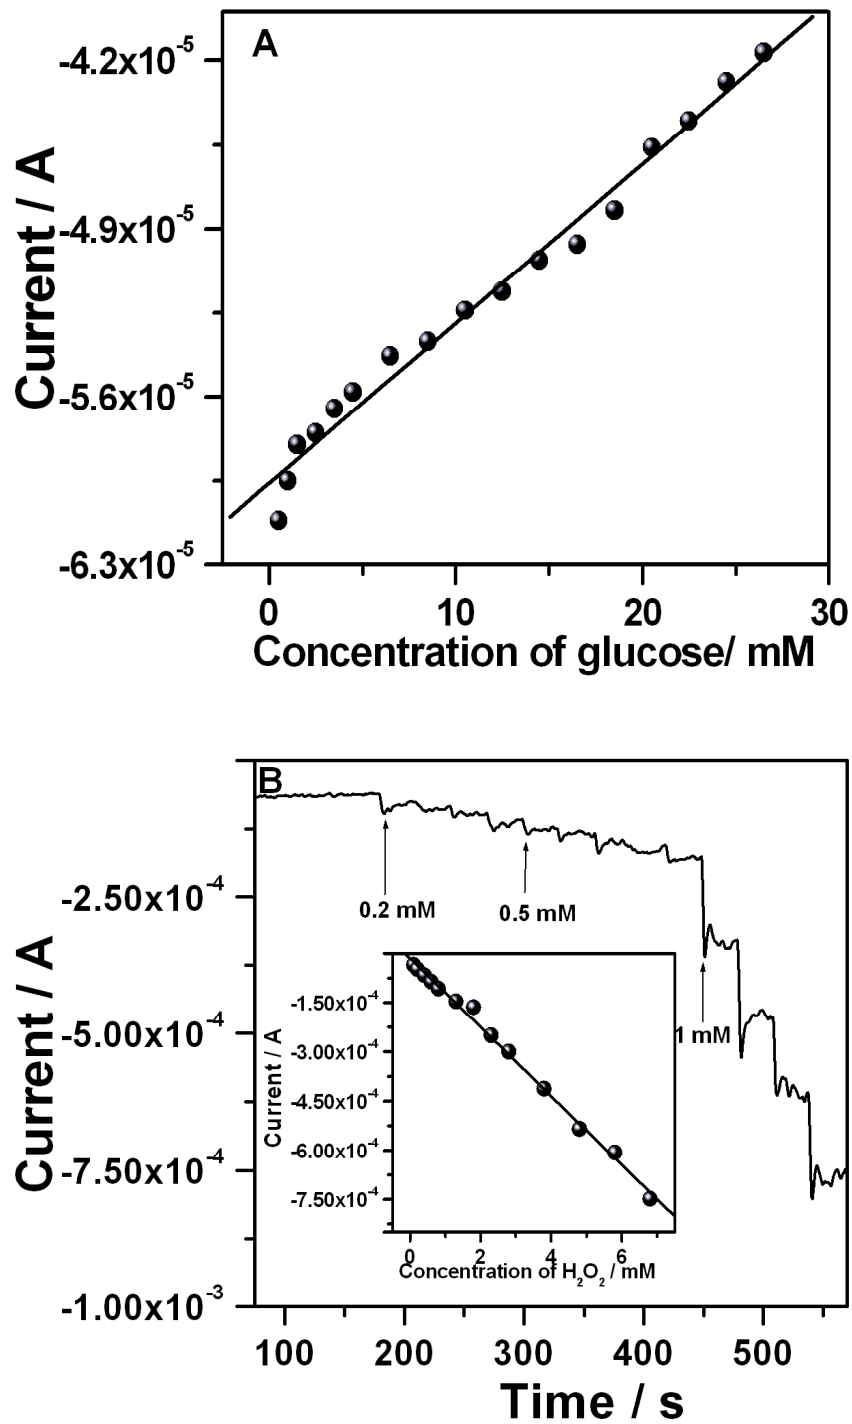 A
-4.2x10⁻⁵
-4.9x10⁻⁵
-5.6x10⁻⁵
-6.3x10⁻⁵
Current / A
0 10 20 30
Concentration of glucose/ mM
B
-2.50x10⁻⁴
-5.00x10⁻⁴
-7.50x10⁻⁴
-1.00x10⁻³
Current / A
0.2 mM
0.5 mM
1 mM
-1.50x10⁻⁴
-3.00x10⁻⁴
-4.50x10⁻⁴
-6.00x10⁻⁴
-7.50x10⁻⁴
Current / A
0 2 4 6
Concentration of H₂O₂ / mM
100 200 300 400 500
Time / s